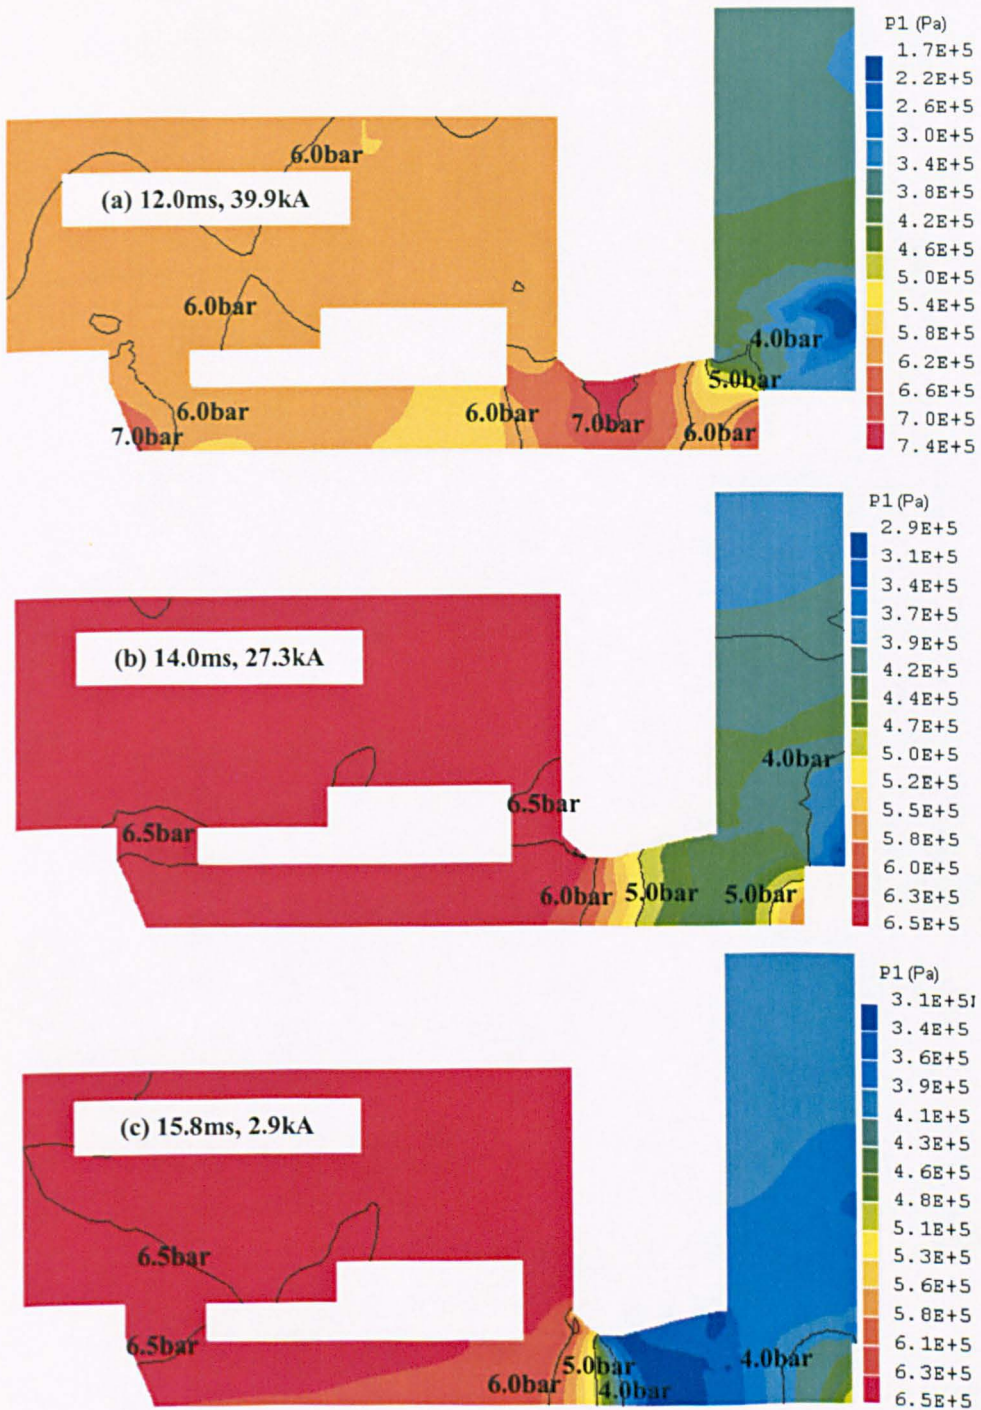 P1 (Pa)
1.7E+5
2.2E+5
2.6E+5
3.0E+5
3.4E+5
3.8E+5
4.2E+5
4.6E+5
5.0E+5
5.4E+5
5.8E+5
6.2E+5
6.6E+5
7.0E+5
7.4E+5
6.0bar
(a) 12.0ms, 39.9kA
6.0bar
4.0bar
5.0bar
6.0bar
6.0bar
7.0bar
7.0bar
6.0bar
P1 (Pa)
2.9E+5
3.1E+5
3.4E+5
3.7E+5
3.9E+5
4.2E+5
4.4E+5
4.7E+5
5.0E+5
5.2E+5
5.5E+5
5.8E+5
6.0E+5
6.3E+5
6.5E+5
(b) 14.0ms, 27.3kA
4.0bar
6.5bar
6.5bar
6.0bar
5.0bar
5.0bar
P1 (Pa)
3.1E+5I
3.4E+5
3.6E+5
3.9E+5
4.1E+5
4.3E+5
4.6E+5
4.8E+5
5.1E+5
5.3E+5
5.6E+5
5.8E+5
6.1E+5
6.3E+5
6.5E+5
(c) 15.8ms, 2.9kA
6.5bar
6.5bar
5.0bar
4.0bar
6.0bar
4.0bar